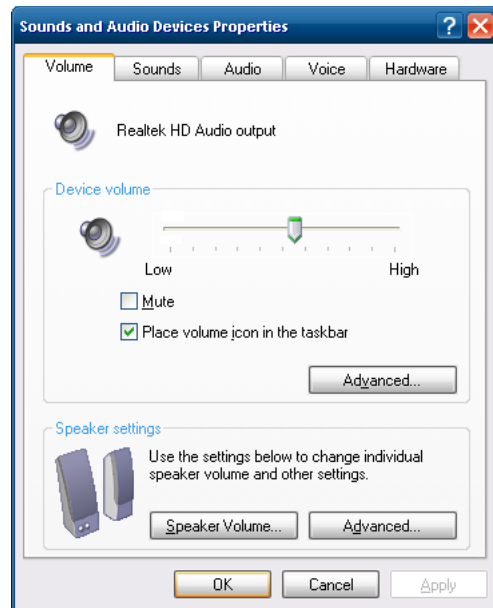 Sounds and Audio Devices Properties
Volume Sounds Audio Voice Hardware
Realtek HD Audio output
Device volume
Low High
Mute
Place volume icon in the taskbar
Advanced...
Speaker settings
Use the settings below to change individual
speaker volume and other settings.
Speaker Volume... Advanced...
OK Cancel Apply